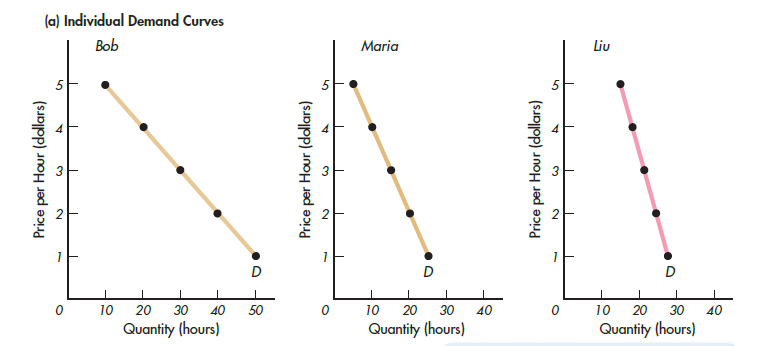 (a) Individual Demand Curves
Bob
Price per Hour (dollars)
5
4
3
2
1
D
0 10 20 30 40 50
Quantity (hours)
Maria
Price per Hour (dollars)
5
4
3
2
1
D
0 10 20 30 40
Quantity (hours)
Liu
Price per Hour (dollars)
5
4
3
2
1
D
0 10 20 30 40
Quantity (hours)